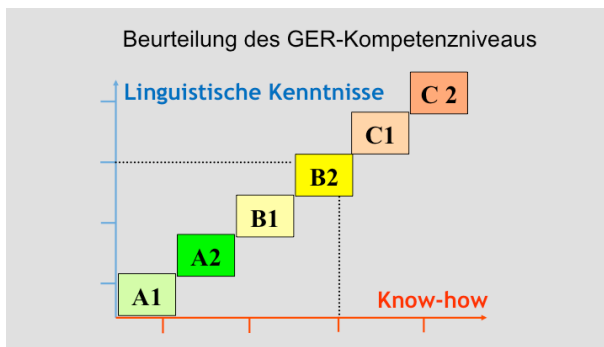 Beurteilung des GER-Kompetenzniveaus
Linguistische Kenntnisse
C 2
C1
B2
B1
A2
A1
Know-how